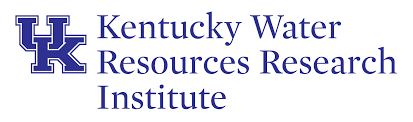 UK Kentucky Water
Resources Research
Institute